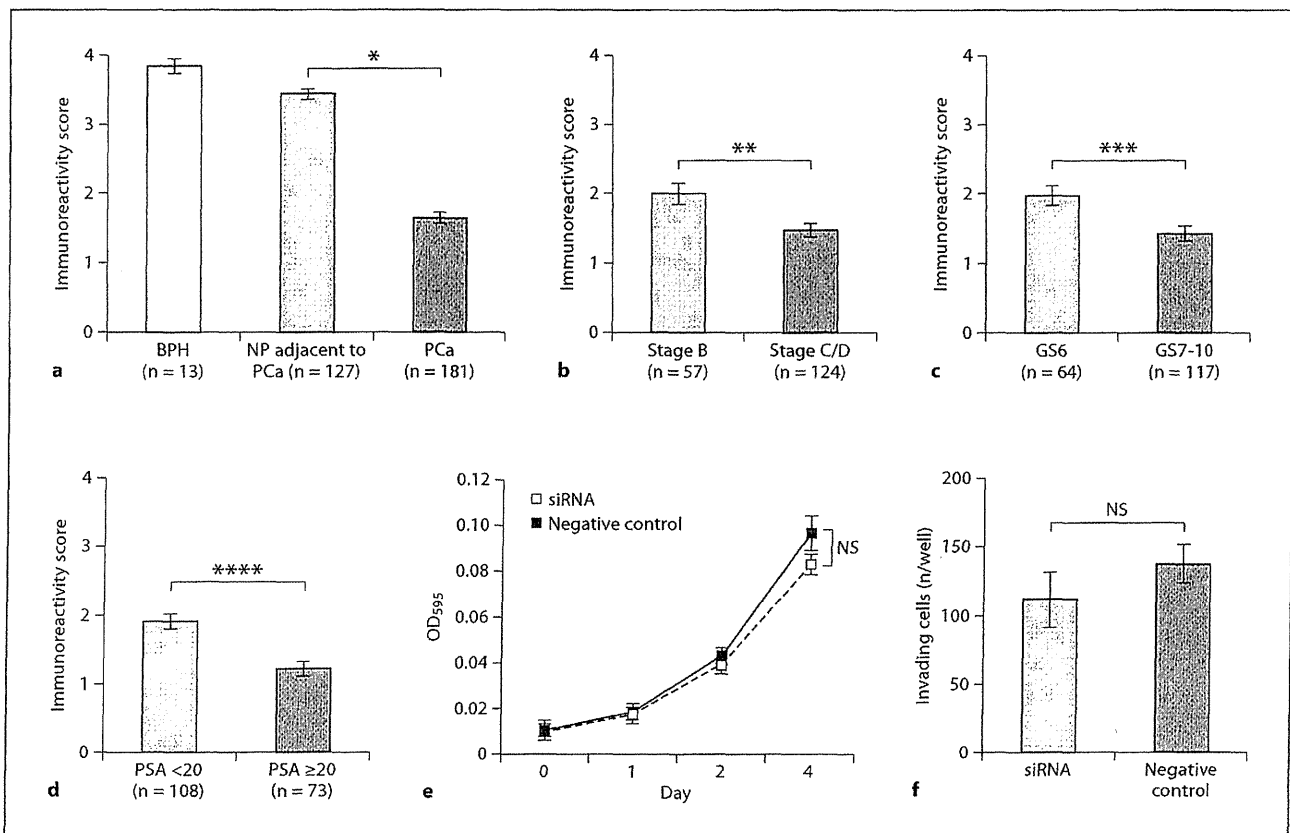 4
3
2
1
0
Immunoreactivity score
*
BPH
(n = 13)
NP adjacent to
PCa (n = 127)
PCa
(n = 181)
a
4
3
2
1
0
Immunoreactivity score
**
Stage B
(n = 57)
Stage C/D
(n = 124)
b
4
3
2
1
0
Immunoreactivity score
***
GS6
(n = 64)
GS7-10
(n = 117)
c
4
3
2
1
0
Immunoreactivity score
****
PSA <20
(n = 108)
PSA ≥20
(n = 73)
d
0.12
0.10
0.08
0.06
0.04
0.02
0
OD595
siRNA
Negative control
NS
0 1 2 4
Day
e
200
150
100
50
0
Invading cells (n/well)
NS
siRNA
Negative
control
f